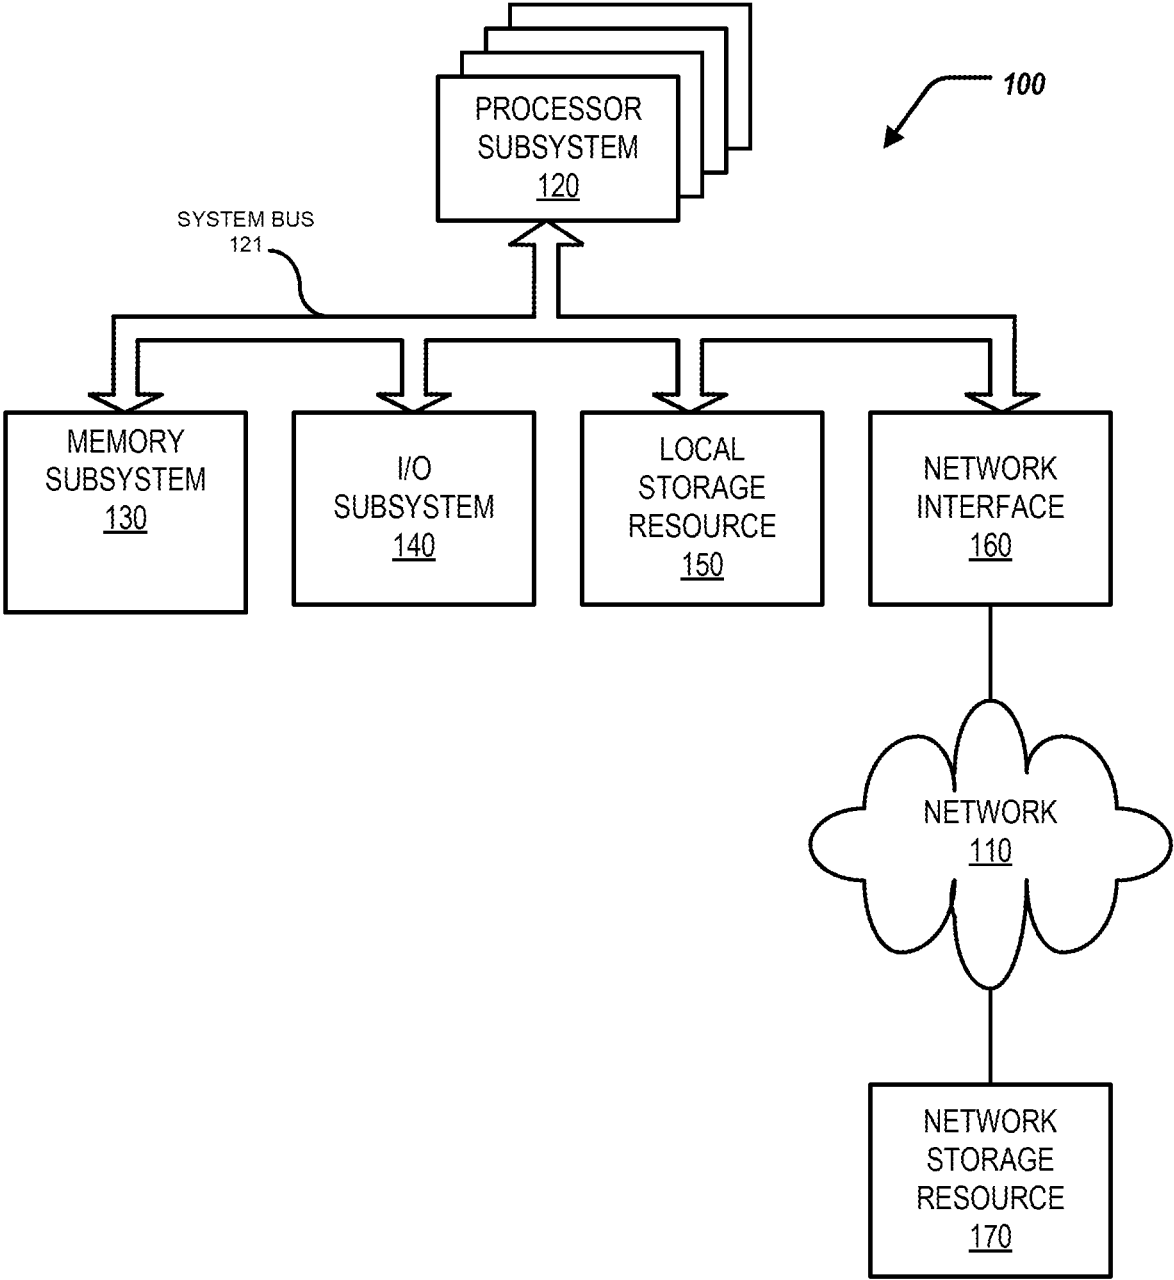 100
PROCESSOR
SUBSYSTEM
120
SYSTEM BUS
121
MEMORY
SUBSYSTEM
130
I/O
SUBSYSTEM
140
LOCAL
STORAGE
RESOURCE
150
NETWORK
INTERFACE
160
NETWORK
110
NETWORK
STORAGE
RESOURCE
170